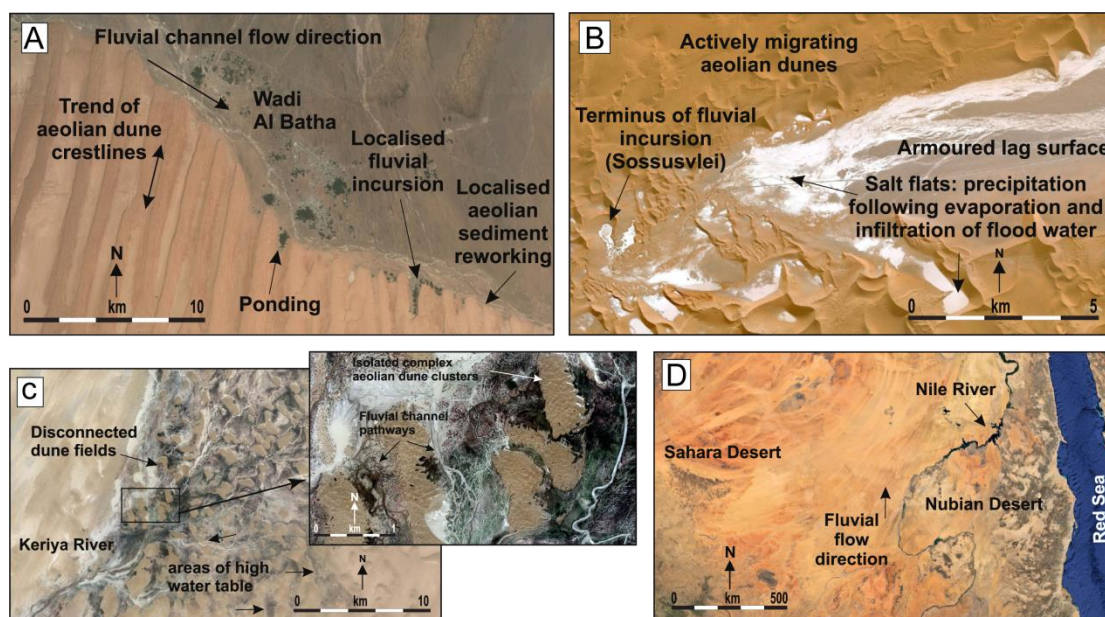 A
Fluvial channel flow direction
Wadi
Al Batha
Trend of
aeolian dune
crestlines
Localised
fluvial
incursion
Localised
aeolian
sediment
reworking
Ponding
N
0 km 10
B
Actively migrating
aeolian dunes
Terminus of fluvial
incursion
(Sossusvlei)
Armoured lag surface
Salt flats: precipitation
following evaporation and
infiltration of flood water
N
0 km 5
c
Disconnected
dune fields
Keriya River
areas of high
water table
N
0 km 10
Isolated complex
aeolian dune clusters
Fluvial channel
pathways
N
0 1
D
Nile River
Sahara Desert
Nubian Desert
Fluvial
flow
direction
Red Sea
N
0 km 500